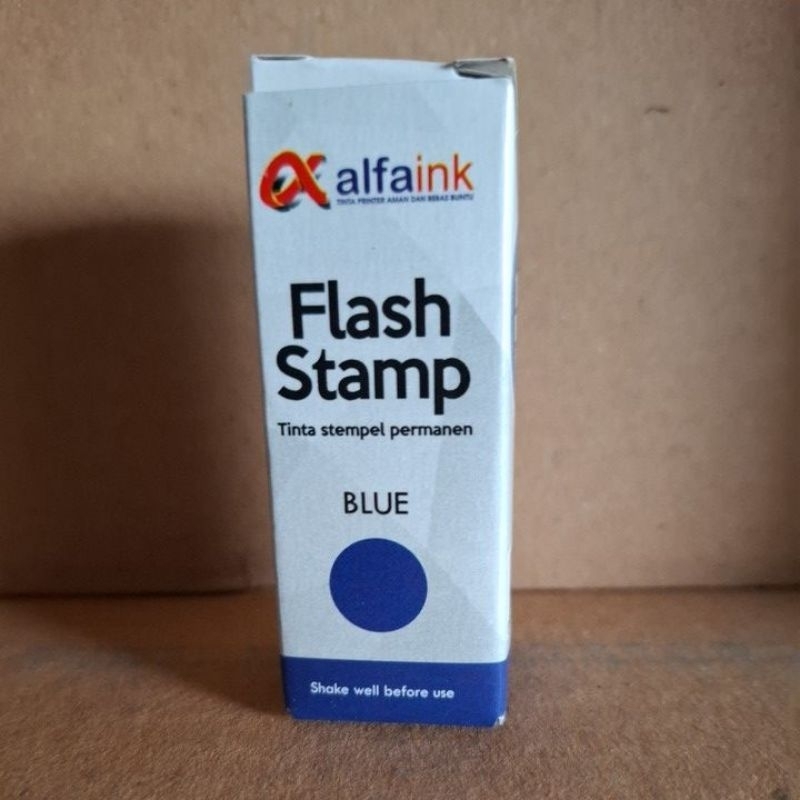 alfaink
TINTA PRINTER AMAN DAN BEBAS BUNTU
Flash
Stamp
Tinta stempel permanen
BLUE
Shake well before use